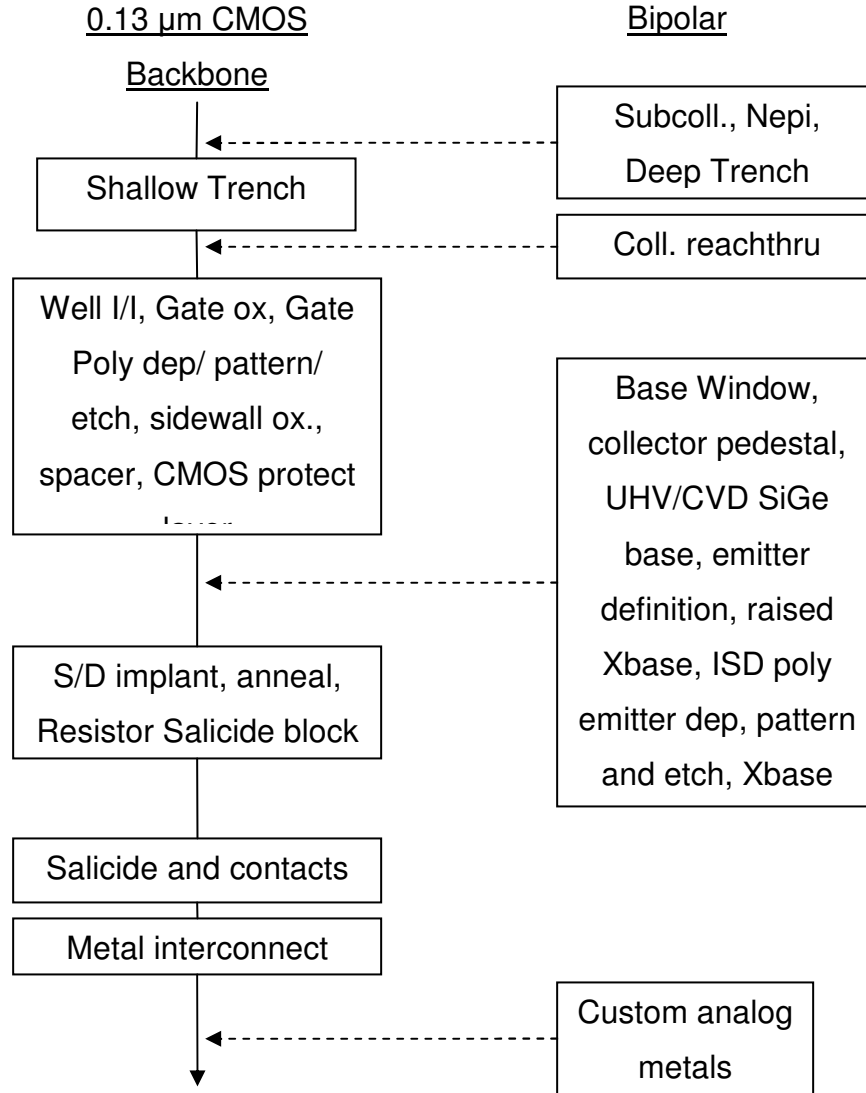 0.13 µm CMOS
Backbone
Bipolar
Subcoll., Nepi,
Deep Trench
Shallow Trench
Coll. reachthru
Well I/I, Gate ox, Gate
Poly dep/ pattern/
etch, sidewall ox.,
spacer, CMOS protect
Base Window,
collector pedestal,
UHV/CVD SiGe
base, emitter
definition, raised
Xbase, ISD poly
emitter dep, pattern
and etch, Xbase
S/D implant, anneal,
Resistor Salicide block
Salicide and contacts
Metal interconnect
Custom analog
metals